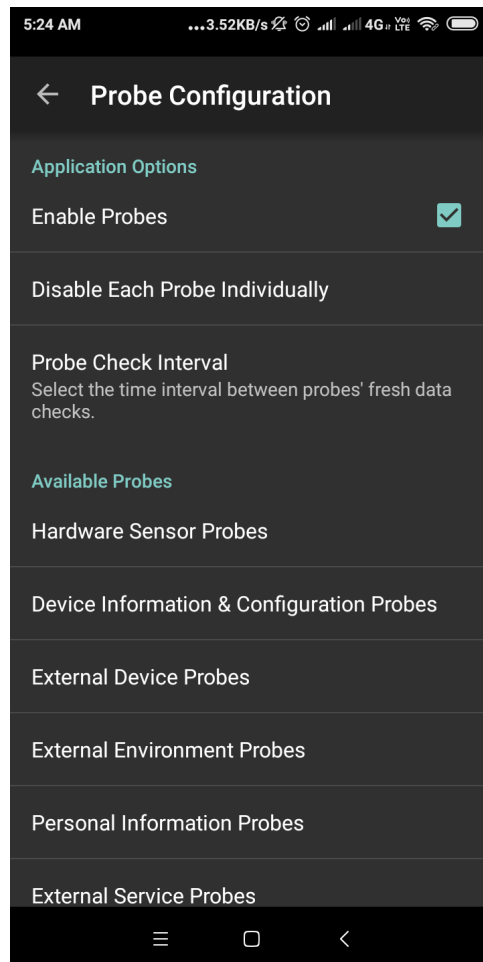 5:24 AM ...3.52KB/s 4G Vo) LTE
Probe Configuration
Application Options
Enable Probes
Disable Each Probe Individually
Probe Check Interval
Select the time interval between probes' fresh data
checks.
Available Probes
Hardware Sensor Probes
Device Information & Configuration Probes
External Device Probes
External Environment Probes
Personal Information Probes
External Service Probes